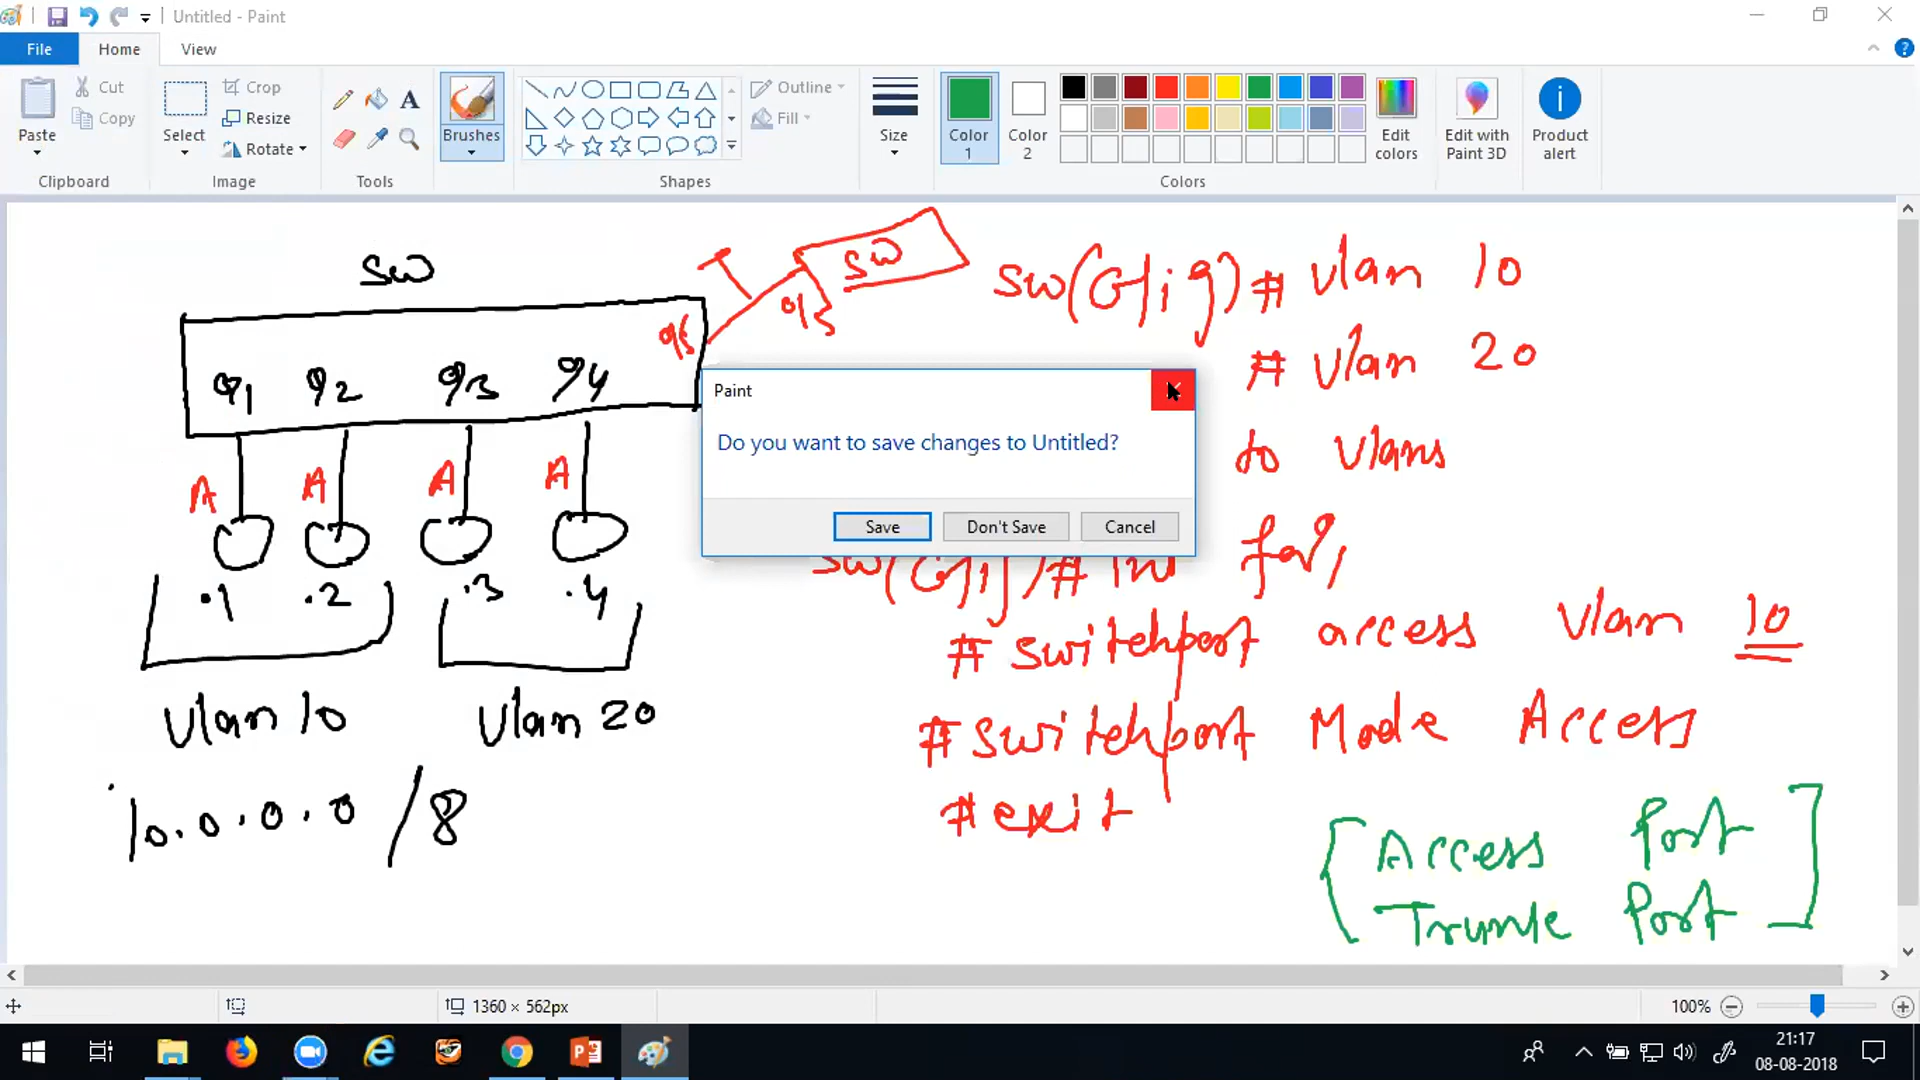 Untitled - Paint
File Home View
Paste
Cut
Copy
Clipboard
Select
Crop
Resize
Rotate
Image
A
Tools
Brushes
Shapes
Outline
Fill
Size
Color 1
Color 2
Edit colors
Edit with Paint 3D
Product alert
Colors
SW
SW
g1 g2 g3 g4
A A A A
.1 .2 .3 .4
Vlan 10 Vlan 20
10.0.0.0 /8
# Vlan 10
# Vlan 20
to Vlans
Paint
Do you want to save changes to Untitled?
Save Don't Save Cancel
# switchport access Vlan 10
# switchport Mode Access
# exit
Access Port
Trunk Port
1360 × 562px
100%
21:17
08-08-2018